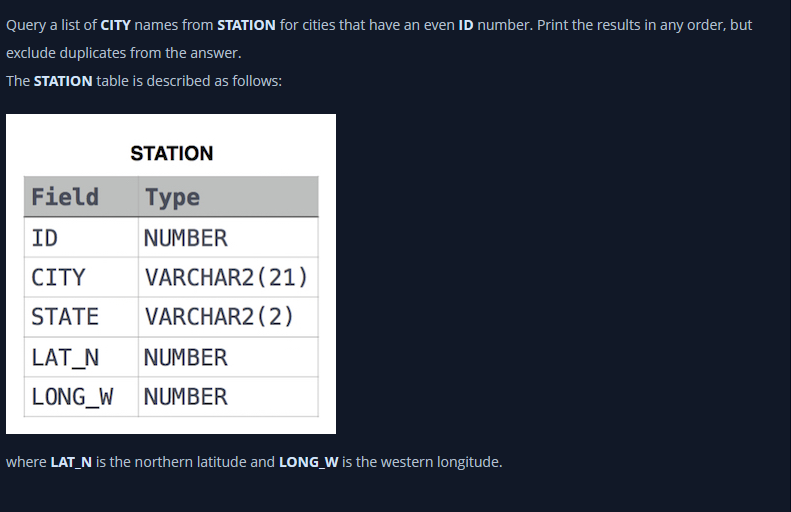 Query a list of CITY names from STATION for cities that have an even ID number. Print the results in any order, but
exclude duplicates from the answer.
The STATION table is described as follows:
STATION
Field Type
ID NUMBER
CITY VARCHAR2(21)
STATE VARCHAR2(2)
LAT_N NUMBER
LONG_W NUMBER
where LAT_N is the northern latitude and LONG_W is the western longitude.